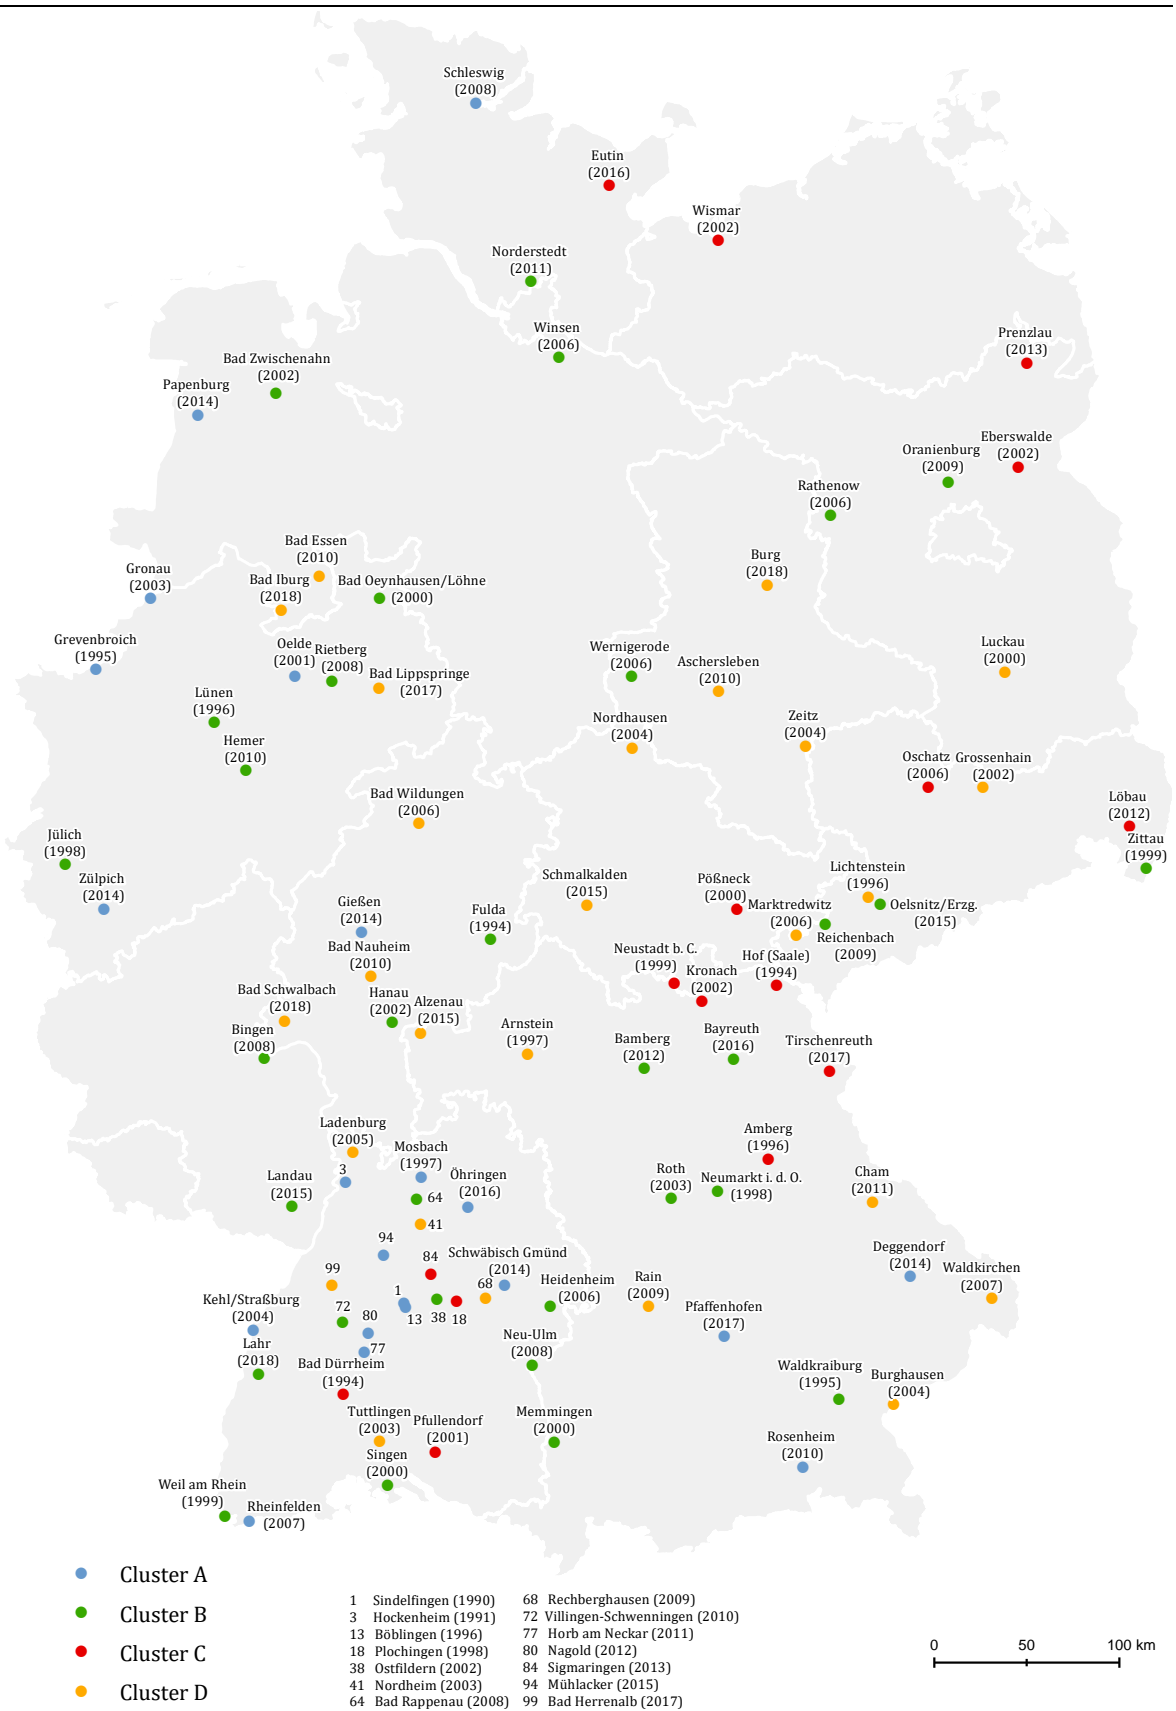 Schleswig
(2008)
Eutin
(2016)
Wismar
(2002)
Norderstedt
(2011)
Winsen
(2006)
Prenzlau
(2013)
Bad Zwischenahn
(2002)
Papenburg
(2014)
Eberswalde
(2002)
Oranienburg
(2009)
Rathenow
(2006)
Bad Essen
(2010)
Burg
(2018)
Gronau
(2003)
Bad Iburg
(2018)
Bad Oeynhausen/Löhne
(2000)
Grevenbroich
(1995)
Oelde
(2001)
Rietberg
(2008)
Bad Lippspringe
(2017)
Wernigerode
(2006)
Aschersleben
(2010)
Luckau
(2000)
Lünen
(1996)
Nordhausen
(2004)
Zeitz
(2004)
Hemer
(2010)
Oschatz
(2006)
Grossenhain
(2002)
Bad Wildungen
(2006)
Löbau
(2012)
Zittau
(1999)
Jülich
(1998)
Zülpich
(2014)
Schmalkalden
(2015)
Pößneck
(2000)
Lichtenstein
(1996)
Marktredwitz
(2006)
Oelsnitz/Erzg.
(2015)
Gießen
(2014)
Fulda
(1994)
Reichenbach
(2009)
Bad Nauheim
(2010)
Neustadt b. C.
(1999)
Kronach
(2002)
Hof (Saale)
(1994)
Bad Schwalbach
(2018)
Hanau
(2002)
Alzenau
(2015)
Bingen
(2008)
Arnstein
(1997)
Bamberg
(2012)
Bayreuth
(2016)
Tirschenreuth
(2017)
Ladenburg
(2005)
Mosbach
(1997)
Amberg
(1996)
3
Landau
(2015)
Öhringen
(2016)
Roth
(2003)
Neumarkt i. d. O.
(1998)
Cham
(2011)
64
41
94
84
Schwäbisch Gmünd
(2014)
Deggendorf
(2014)
Waldkirchen
(2007)
99
68
Heidenheim
(2006)
Rain
(2009)
Kehl/Straßburg
(2004)
72
1
13
38
18
Pfaffenhofen
(2017)
80
77
Lahr
(2018)
Neu-Ulm
(2008)
Bad Dürrheim
(1994)
Waldkraiburg
(1995)
Burghausen
(2004)
Tuttlingen
(2003)
Pfullendorf
(2001)
Memmingen
(2000)
Rosenheim
(2010)
Singen
(2000)
Weil am Rhein
(1999)
Rheinfelden
(2007)
Cluster A
Cluster B
Cluster C
Cluster D
1 Sindelfingen (1990)
3 Hockenheim (1991)
13 Böblingen (1996)
18 Plochingen (1998)
38 Ostfildern (2002)
41 Nordheim (2003)
64 Bad Rappenau (2008)
68 Rechberghausen (2009)
72 Villingen-Schwenningen (2010)
77 Horb am Neckar (2011)
80 Nagold (2012)
84 Sigmaringen (2013)
94 Mühlacker (2015)
99 Bad Herrenalb (2017)
0 50 100 km